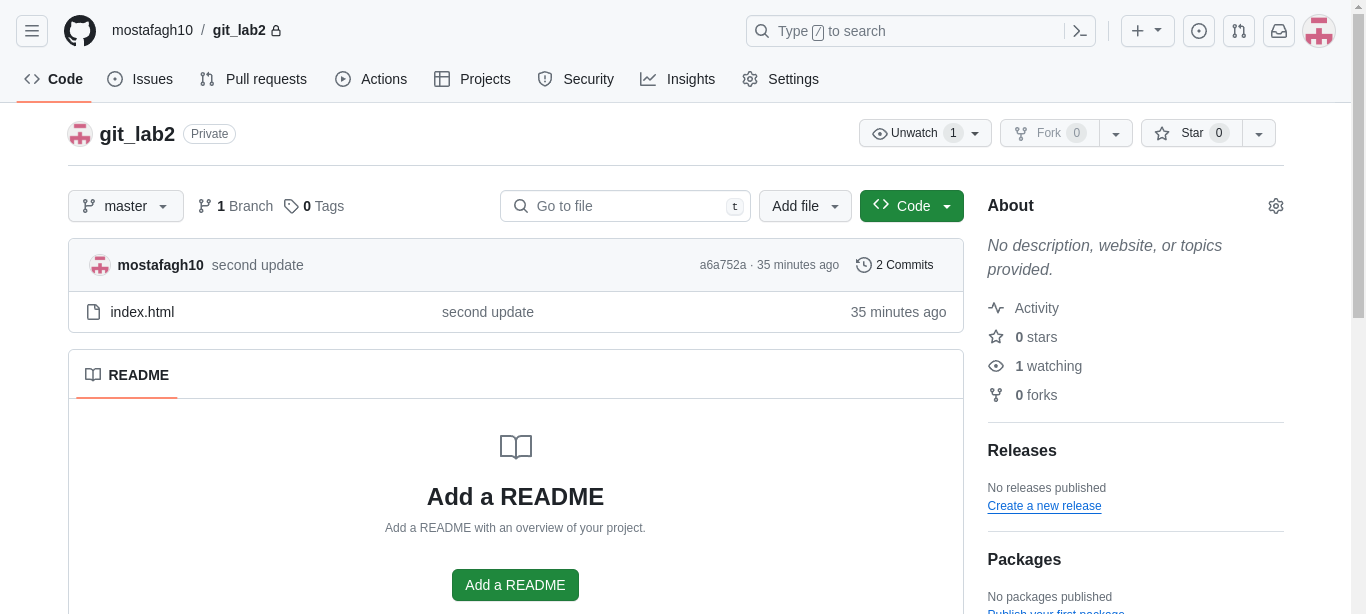 mostafagh10 / git_lab2
Type / to search
Code Issues Pull requests Actions Projects Security Insights Settings
git_lab2 Private
Unwatch 1 Fork 0 Star 0
master 1 Branch 0 Tags
Go to file t Add file Code
mostafagh10 second update a6a752a · 35 minutes ago 2 Commits
index.html second update 35 minutes ago
README
Add a README
Add a README with an overview of your project.
Add a README
About
No description, website, or topics
provided.
Activity
0 stars
1 watching
0 forks
Releases
No releases published
Create a new release
Packages
No packages published
Publish your first package